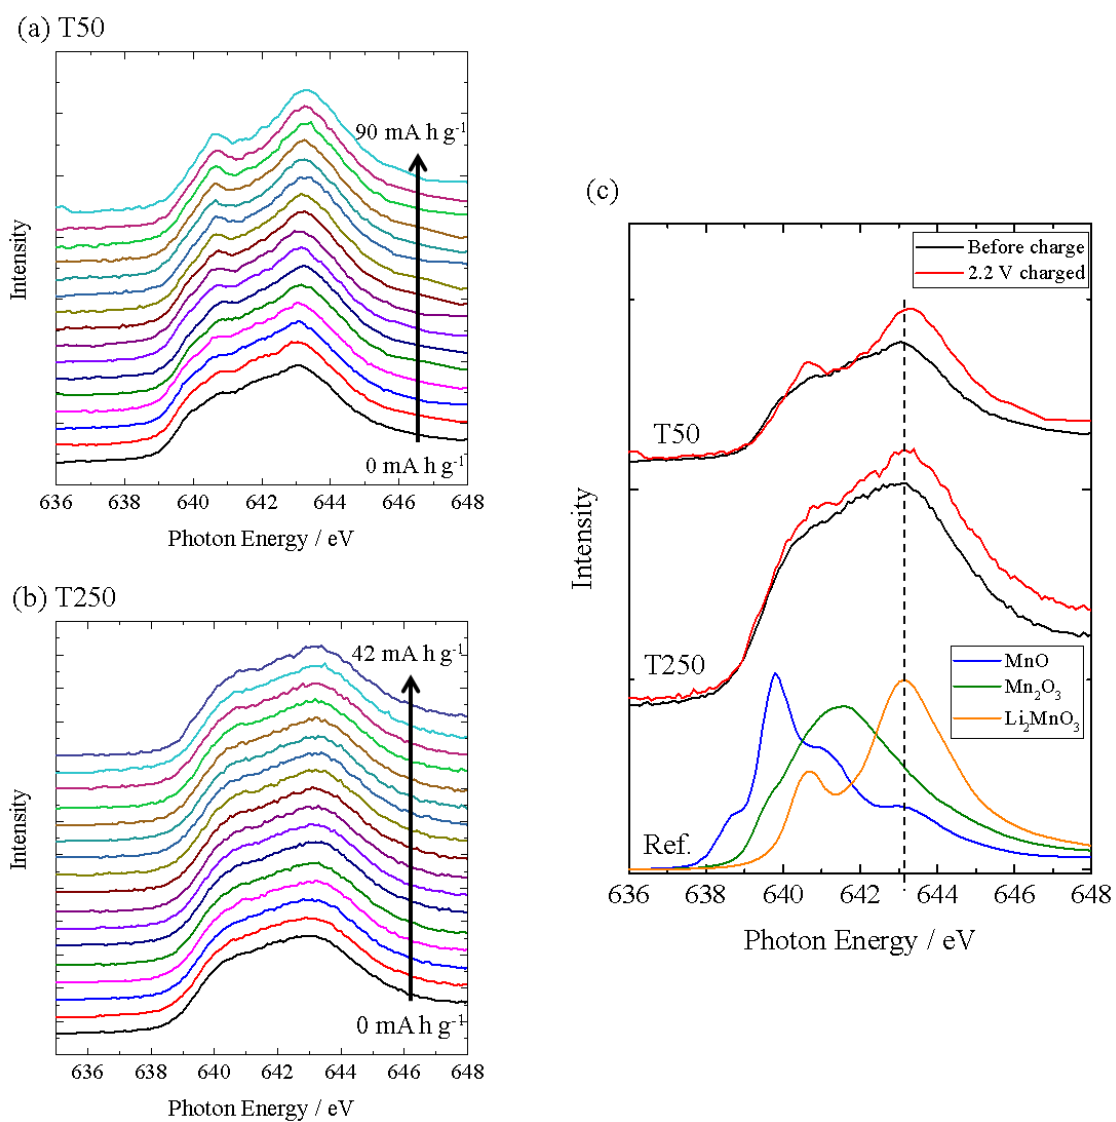 (a) T50
90 mA h g-1
0 mA h g-1
Intensity
636 638 640 642 644 646 648
Photon Energy / eV
(b) T250
42 mA h g-1
0 mA h g-1
Intensity
636 638 640 642 644 646 648
Photon Energy / eV
(c)
Before charge
2.2 V charged
T50
T250
MnO
Mn2O3
Li2MnO3
Ref.
Intensity
636 638 640 642 644 646 648
Photon Energy / eV